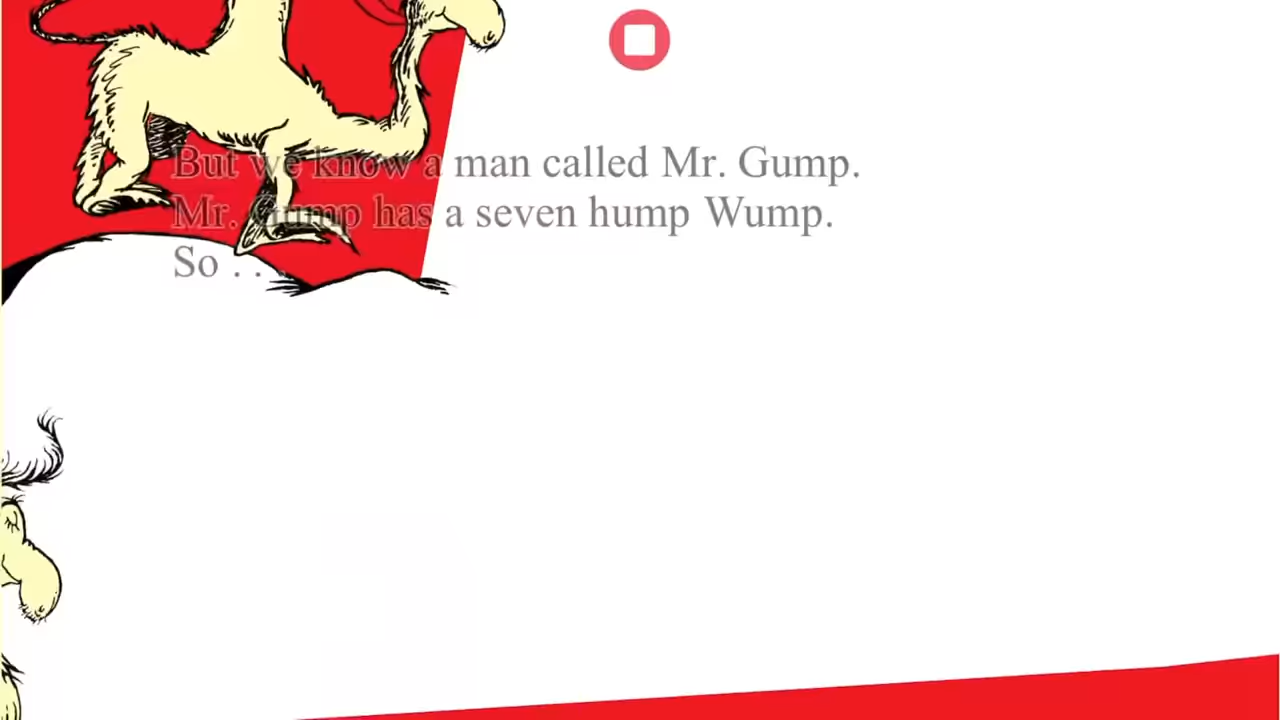 But we know a man called Mr. Gump.
Mr. Gump has a seven hump Wump.
So . . .